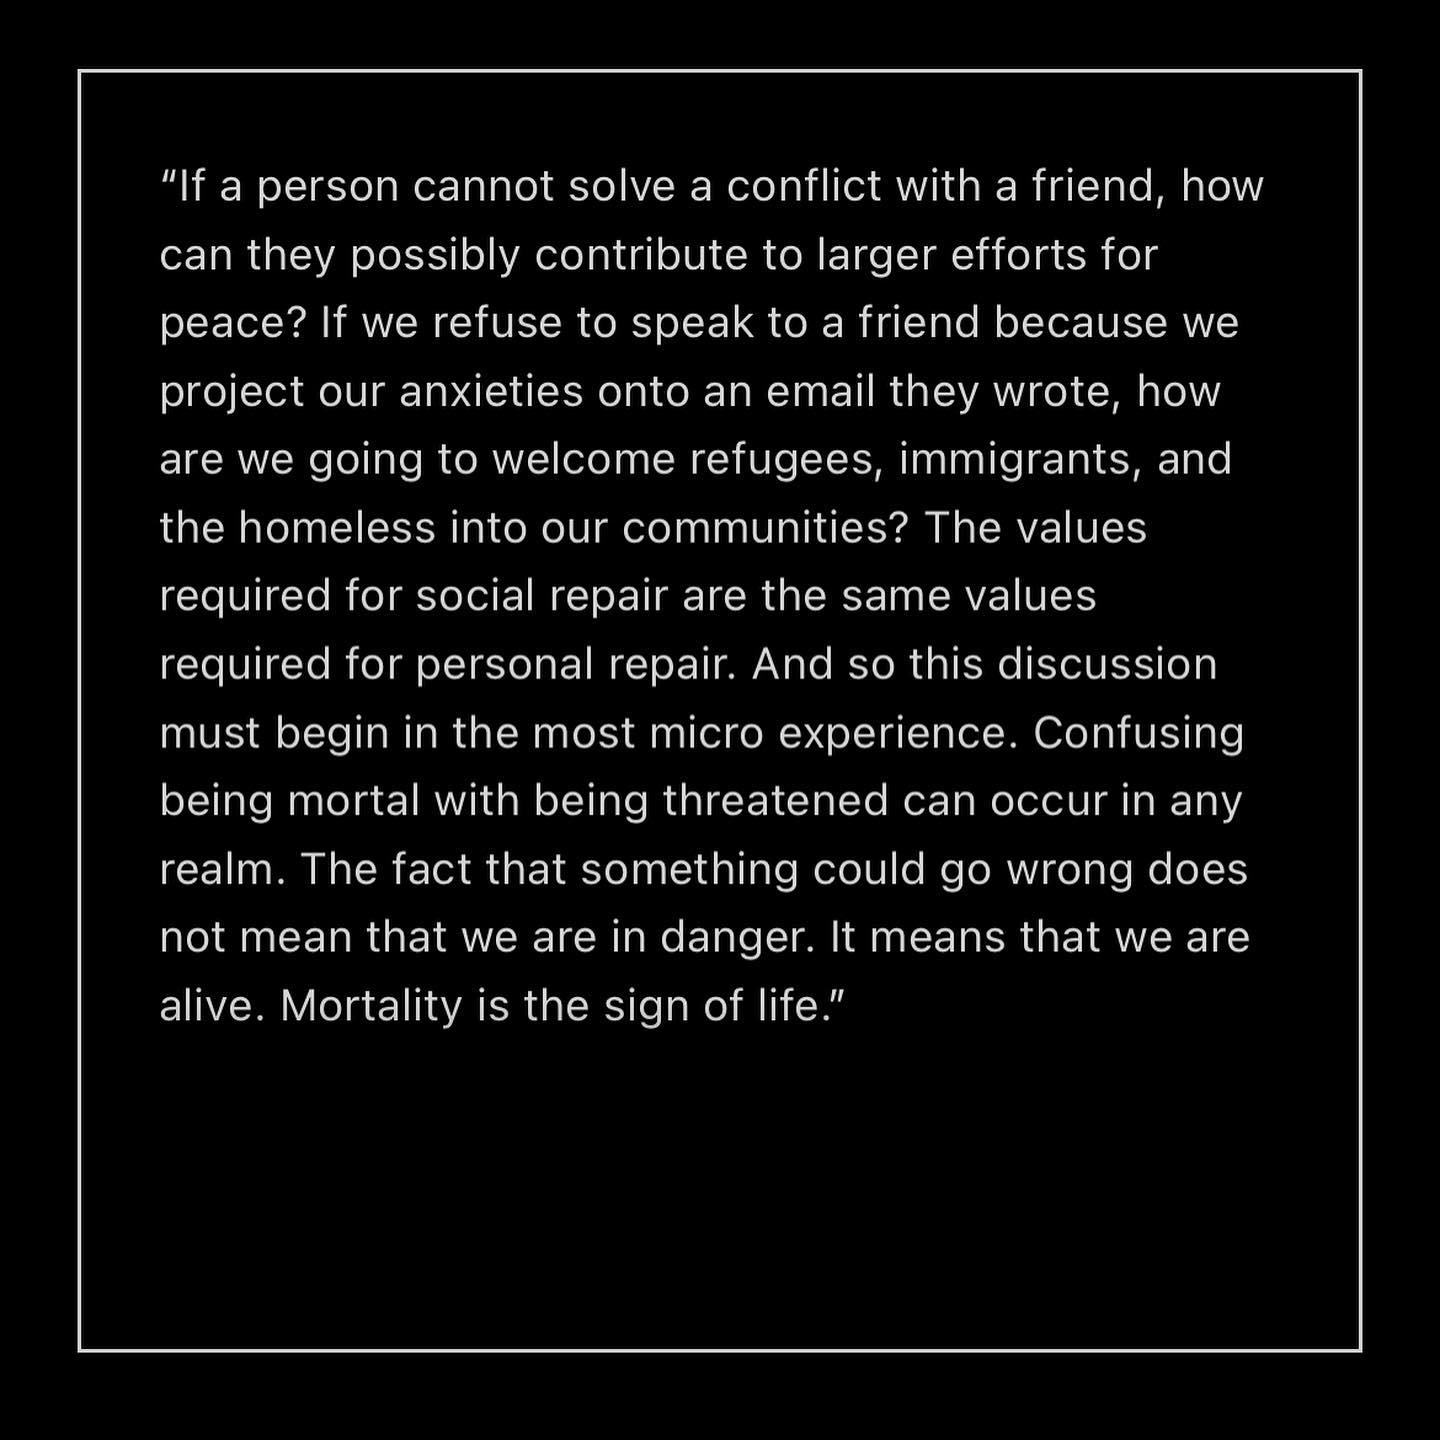 “If a person cannot solve a conflict with a friend, how
can they possibly contribute to larger efforts for
peace? If we refuse to speak to a friend because we
project our anxieties onto an email they wrote, how
are we going to welcome refugees, immigrants, and
the homeless into our communities? The values
required for social repair are the same values
required for personal repair. And so this discussion
must begin in the most micro experience. Confusing
being mortal with being threatened can occur in any
realm. The fact that something could go wrong does
not mean that we are in danger. It means that we are
alive. Mortality is the sign of life.”